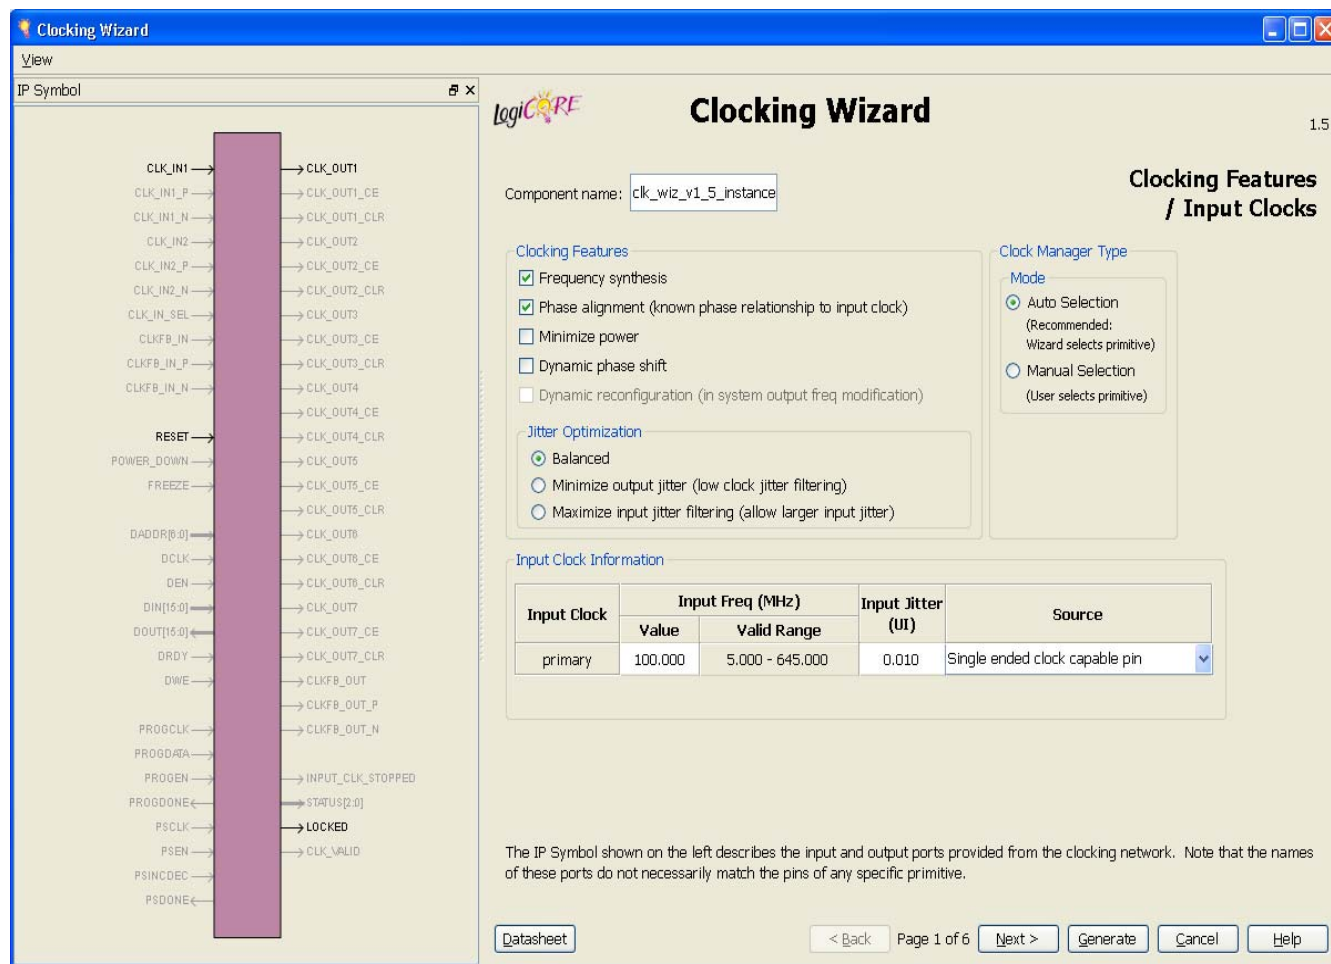 Clocking Wizard
View
IP Symbol
CLK_IN1
CLK_IN1_P
CLK_IN1_N
CLK_IN2
CLK_IN2_P
CLK_IN2_N
CLK_IN_SEL
CLKFB_IN
CLKFB_IN_P
CLKFB_IN_N
RESET
POWER_DOWN
FREEZE
DADDR[6:0]
DCLK
DEN
DIN[15:0]
DOUT[15:0]
DRDY
DWE
PROGCLK
PROGDATA
PROGEN
PROGDONE
PSCLK
PSEN
PSINCDEC
PSDONE
CLK_OUT1
CLK_OUT1_CE
CLK_OUT1_CLR
CLK_OUT2
CLK_OUT2_CE
CLK_OUT2_CLR
CLK_OUT3
CLK_OUT3_CE
CLK_OUT3_CLR
CLK_OUT4
CLK_OUT4_CE
CLK_OUT4_CLR
CLK_OUT5
CLK_OUT5_CE
CLK_OUT5_CLR
CLK_OUT6
CLK_OUT6_CE
CLK_OUT6_CLR
CLK_OUT7
CLK_OUT7_CE
CLK_OUT7_CLR
CLKFB_OUT
CLKFB_OUT_P
CLKFB_OUT_N
INPUT_CLK_STOPPED
STATUS[2:0]
LOCKED
CLK_VALID
LogiCORE
Clocking Wizard
1.5
Component name: clk_wiz_v1_5_instance
Clocking Features
/ Input Clocks
Clocking Features
Frequency synthesis
Phase alignment (known phase relationship to input clock)
Minimize power
Dynamic phase shift
Dynamic reconfiguration (in system output freq modification)
Jitter Optimization
Balanced
Minimize output jitter (low clock jitter filtering)
Maximize input jitter filtering (allow larger input jitter)
Clock Manager Type
Mode
Auto Selection
(Recommended:
Wizard selects primitive)
Manual Selection
(User selects primitive)
Input Clock Information
Input Clock Input Freq (MHz) Input Jitter (UI) Source
Value Valid Range
primary 100.000 5.000 - 645.000 0.010 Single ended clock capable pin
The IP Symbol shown on the left describes the input and output ports provided from the clocking network. Note that the names
of these ports do not necessarily match the pins of any specific primitive.
Datasheet < Back Page 1 of 6 Next > Generate Cancel Help